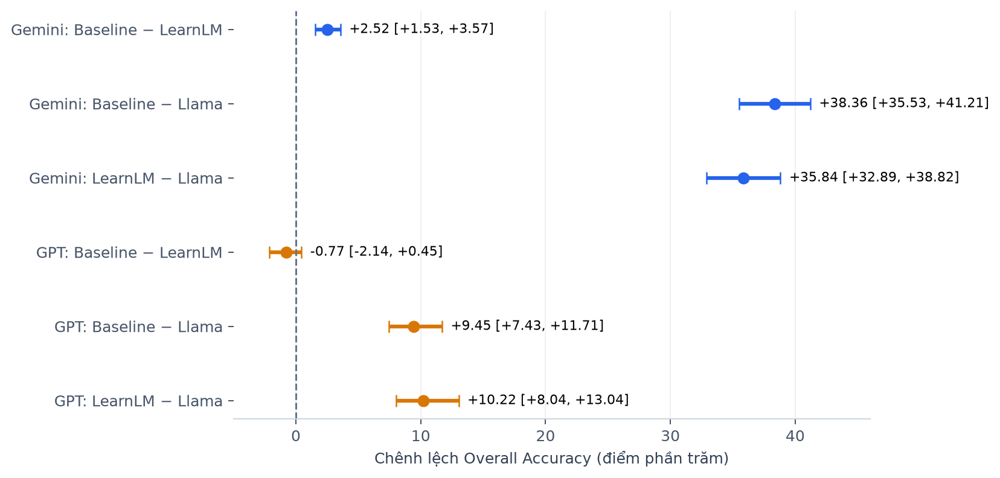 Gemini: Baseline − LearnLM
+2.52 [+1.53, +3.57]
Gemini: Baseline − Llama
+38.36 [+35.53, +41.21]
Gemini: LearnLM − Llama
+35.84 [+32.89, +38.82]
GPT: Baseline − LearnLM
-0.77 [-2.14, +0.45]
GPT: Baseline − Llama
+9.45 [+7.43, +11.71]
GPT: LearnLM − Llama
+10.22 [+8.04, +13.04]
0 10 20 30 40
Chênh lệch Overall Accuracy (điểm phần trăm)